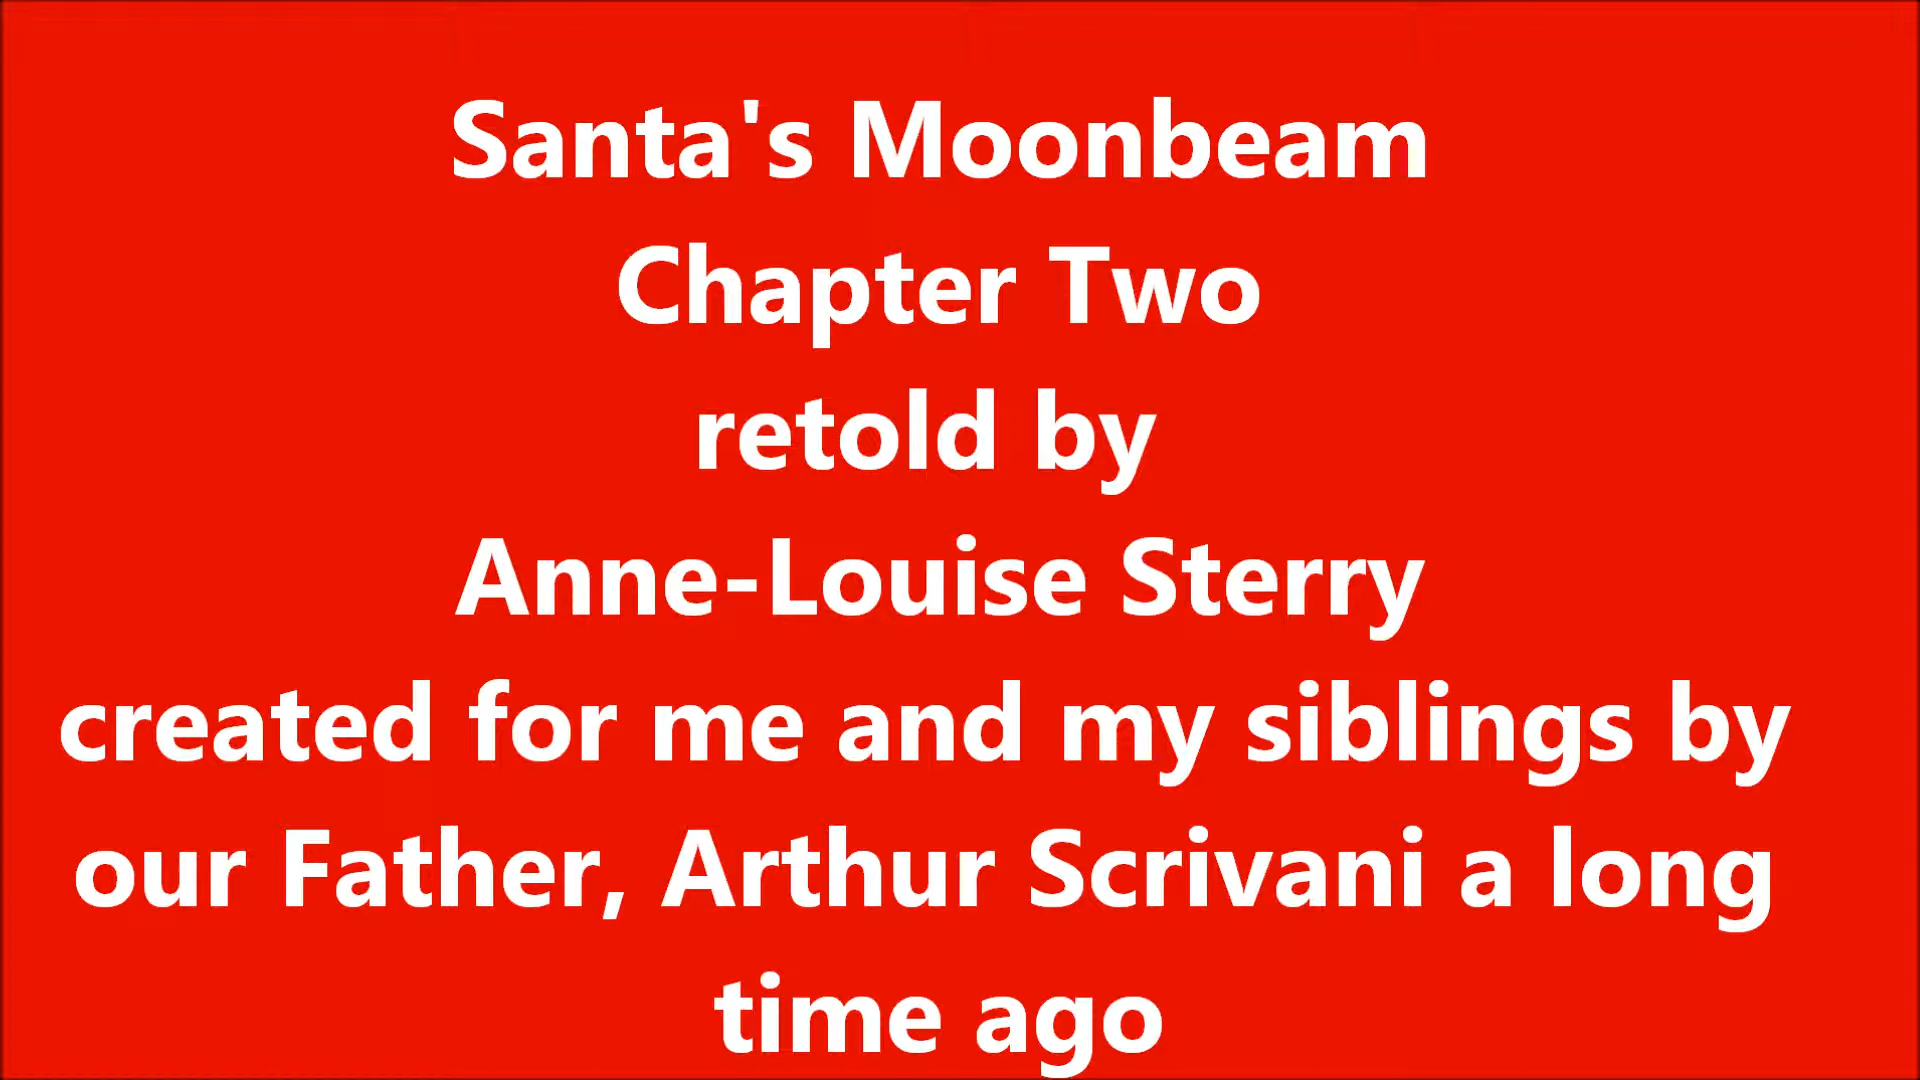 Santa's Moonbeam
Chapter Two
retold by
Anne-Louise Sterry
created for me and my siblings by
our Father, Arthur Scrivani a long
time ago